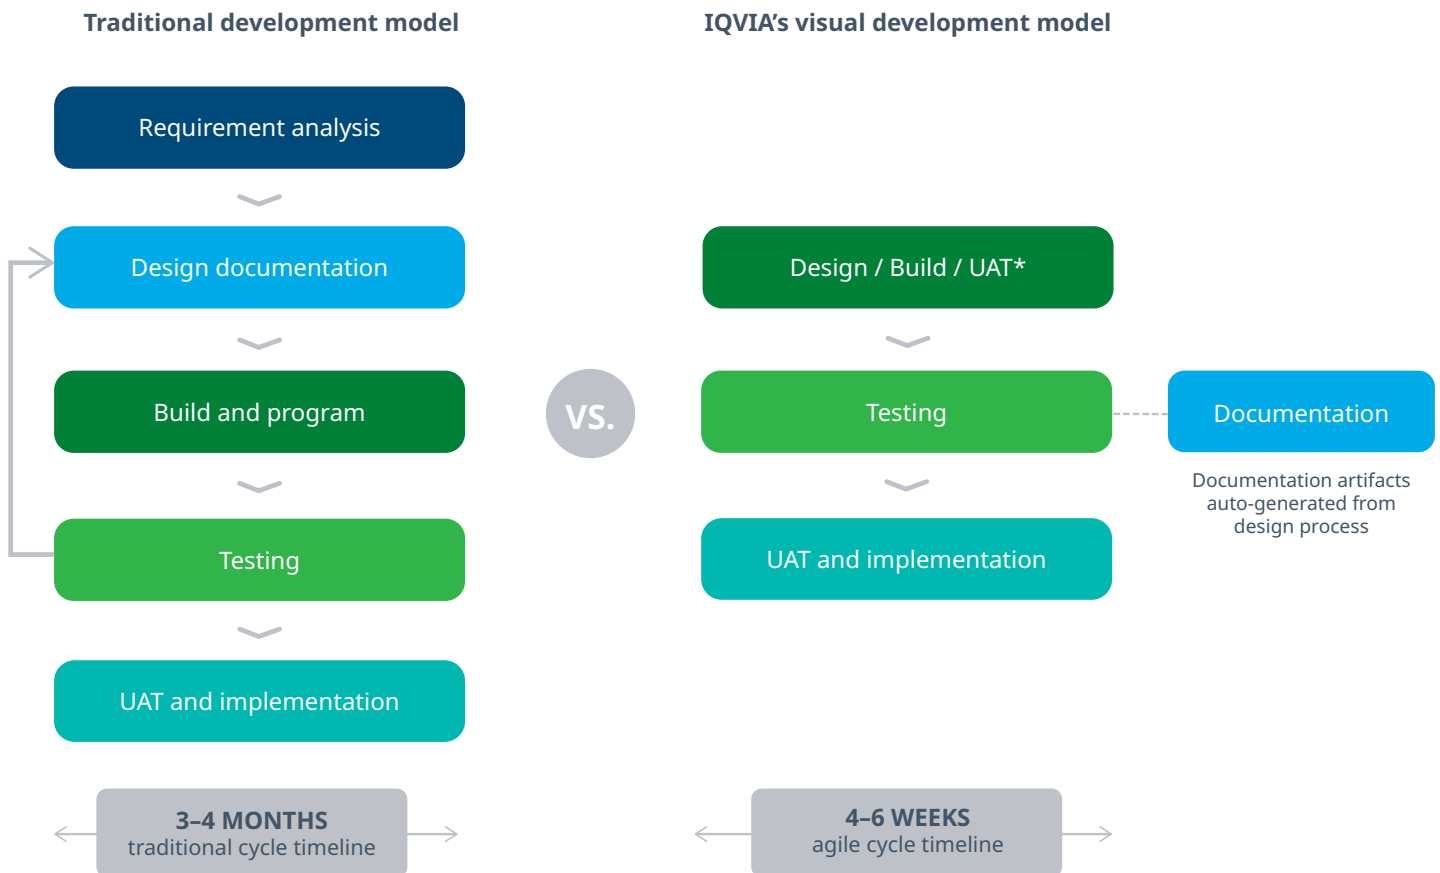 Traditional development model
Requirement analysis
Design documentation
Build and program
Testing
UAT and implementation
3–4 MONTHS
traditional cycle timeline
VS.
IQVIA’s visual development model
Design / Build / UAT*
Testing
Documentation
Documentation artifacts
auto-generated from
design process
UAT and implementation
4–6 WEEKS
agile cycle timeline